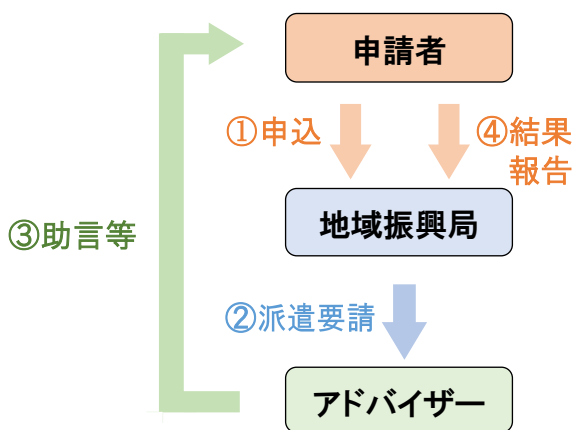 申請者
①申込
④結果
報告
地域振興局
③助言等
②派遣要請
アドバイザー